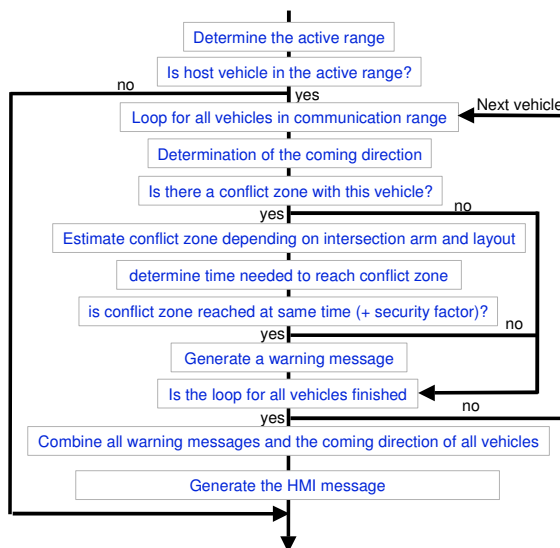 Determine the active range
Is host vehicle in the active range?
no
yes
Next vehicle
Loop for all vehicles in communication range
Determination of the coming direction
Is there a conflict zone with this vehicle?
yes
no
Estimate conflict zone depending on intersection arm and layout
determine time needed to reach conflict zone
is conflict zone reached at same time (+ security factor)?
yes
no
Generate a warning message
Is the loop for all vehicles finished
yes
no
Combine all warning messages and the coming direction of all vehicles
Generate the HMI message